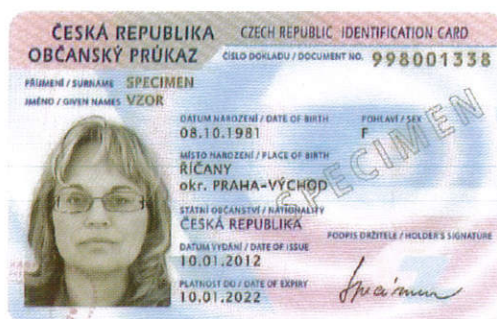 ČESKÁ REPUBLIKA CZECH REPUBLIC IDENTIFICATION CARD
OBČANSKÝ PRŮKAZ ČÍSLO DOKLADU / DOCUMENT NO. 998001338
PŘÍJMENÍ / SURNAME SPECIMEN
JMÉNO / GIVEN NAMES VZOR
DATUM NAROZENÍ / DATE OF BIRTH POHLAVÍ / SEX
08.10.1981 F
MÍSTO NAROZENÍ / PLACE OF BIRTH
ŘÍČANY
okr. PRAHA-VÝCHOD
SPECIMEN
STÁTNÍ OBČANSTVÍ / NATIONALITY
ČESKÁ REPUBLIKA
PODPIS DRŽITELE / HOLDER'S SIGNATURE
DATUM VYDÁNÍ / DATE OF ISSUE
10.01.2012
PLATNOST DO / DATE OF EXPIRY
10.01.2022
Specimen